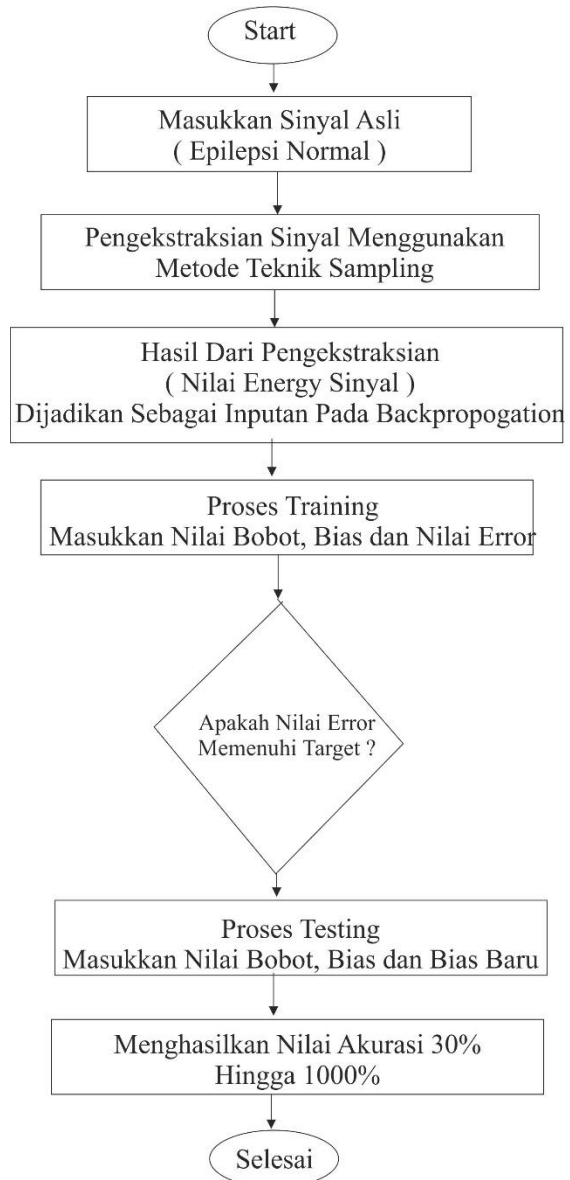 Start
Masukkan Sinyal Asli
( Epilepsi Normal )
Pengekstraksian Sinyal Menggunakan
Metode Teknik Sampling
Hasil Dari Pengekstraksian
( Nilai Energy Sinyal )
Dijadikan Sebagai Inputan Pada Backpropogation
Proses Training
Masukkan Nilai Bobot, Bias dan Nilai Error
Apakah Nilai Error
Memenuhi Target ?
Proses Testing
Masukkan Nilai Bobot, Bias dan Bias Baru
Menghasilkan Nilai Akurasi 30%
Hingga 1000%
Selesai